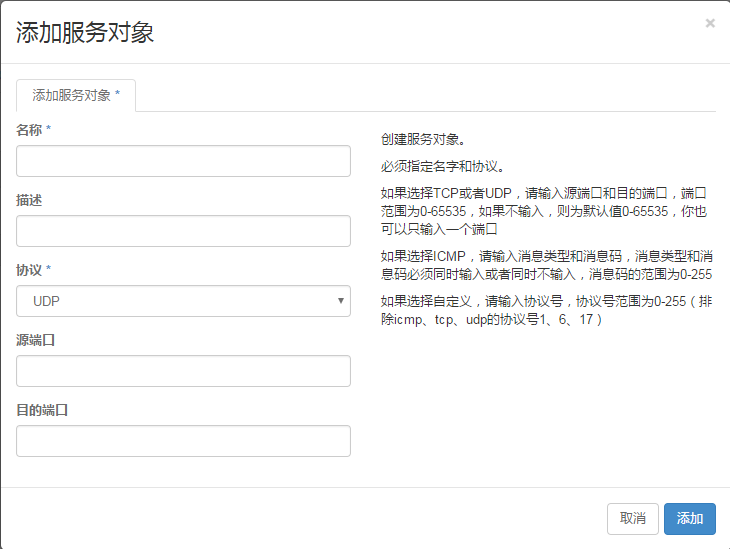 添加服务对象
×
添加服务对象 *
名称 *
描述
协议 *
UDP
源端口
目的端口
创建服务对象。
必须指定名字和协议。
如果选择TCP或者UDP，请输入源端口和目的端口，端口
范围为0-65535，如果不输入，则为默认值0-65535，你也
可以只输入一个端口
如果选择ICMP，请输入消息类型和消息码，消息类型和消
息码必须同时输入或者同时不输入，消息码的范围为0-255
如果选择自定义，请输入协议号，协议号范围为0-255（排
除icmp、tcp、udp的协议号1、6、17）
取消
添加